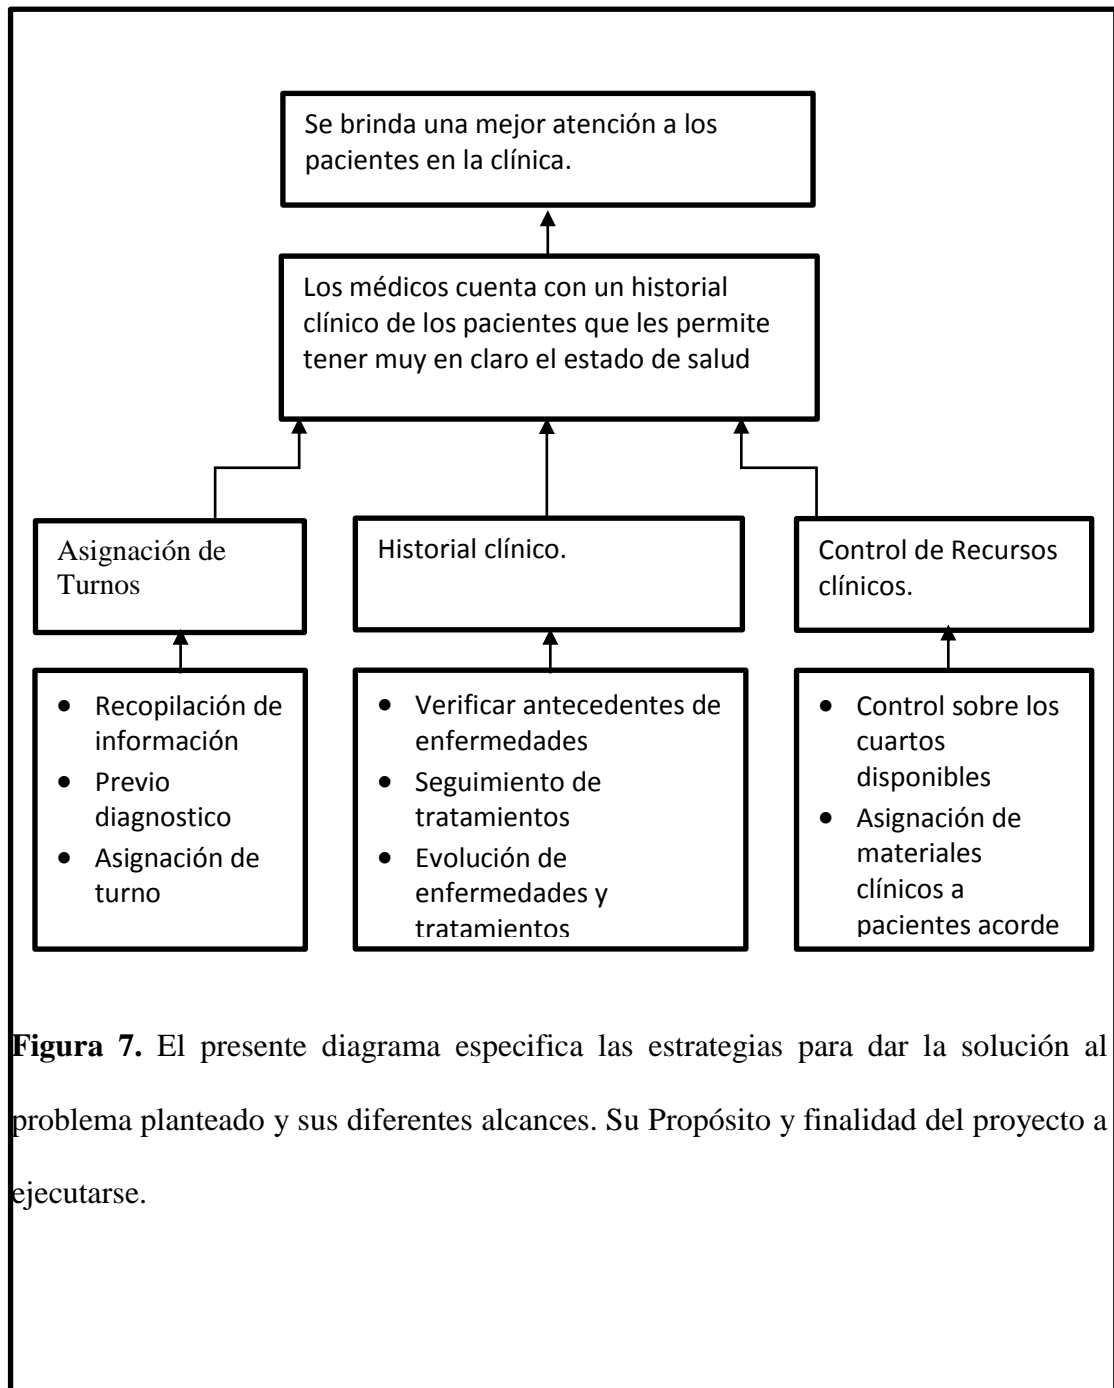 Se brinda una mejor atención a los
pacientes en la clínica.
Los médicos cuenta con un historial
clínico de los pacientes que les permite
tener muy en claro el estado de salud
Asignación de
Turnos
Historial clínico.
Control de Recursos
clínicos.
• Recopilación de
información
• Previo
diagnostico
• Asignación de
turno
• Verificar antecedentes de
enfermedades
• Seguimiento de
tratamientos
• Evolución de
enfermedades y
tratamientos
• Control sobre los
cuartos
disponibles
• Asignación de
materiales
clínicos a
pacientes acorde
Figura 7. El presente diagrama especifica las estrategias para dar la solución al
problema planteado y sus diferentes alcances. Su Propósito y finalidad del proyecto a
ejecutarse.